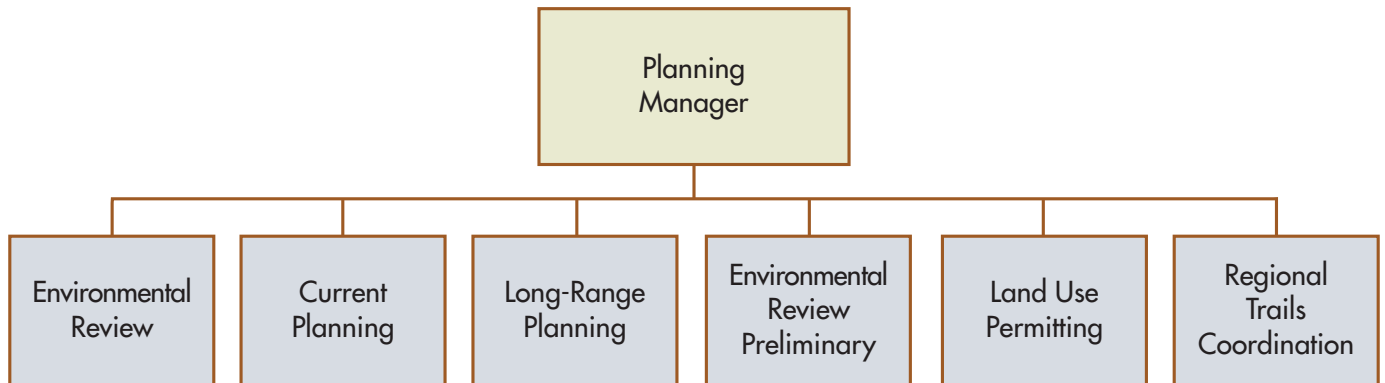 Planning
Manager
Environmental
Review
Current
Planning
Long-Range
Planning
Environmental
Review
Preliminary
Land Use
Permitting
Regional
Trails
Coordination